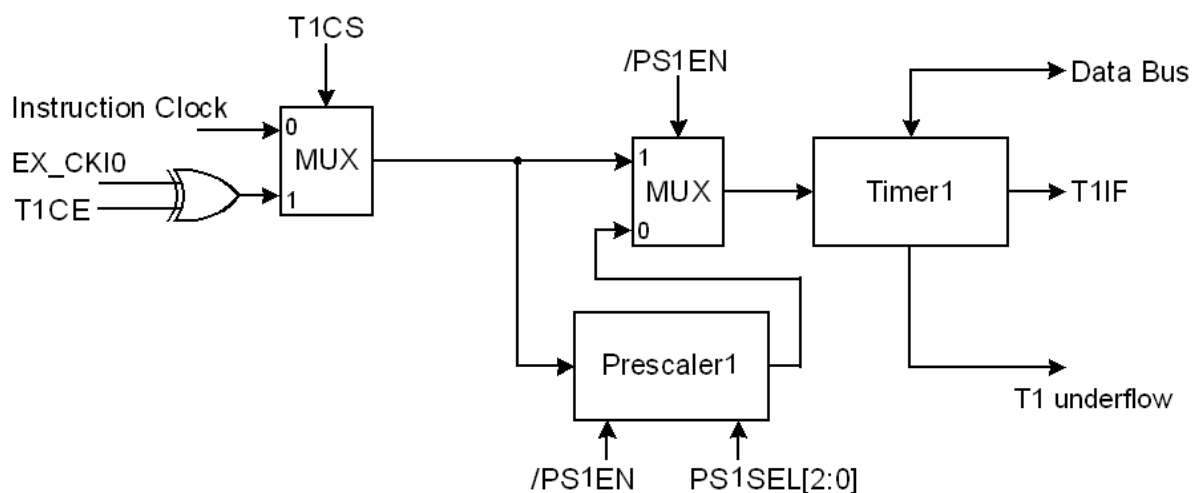 T1CS
/PS1EN
Data Bus
Instruction Clock
0
MUX
EX_CKI0
1
T1CE
1
MUX
0
Timer1
T1IF
Prescaler1
T1 underflow
/PS1EN
PS1SEL[2:0]